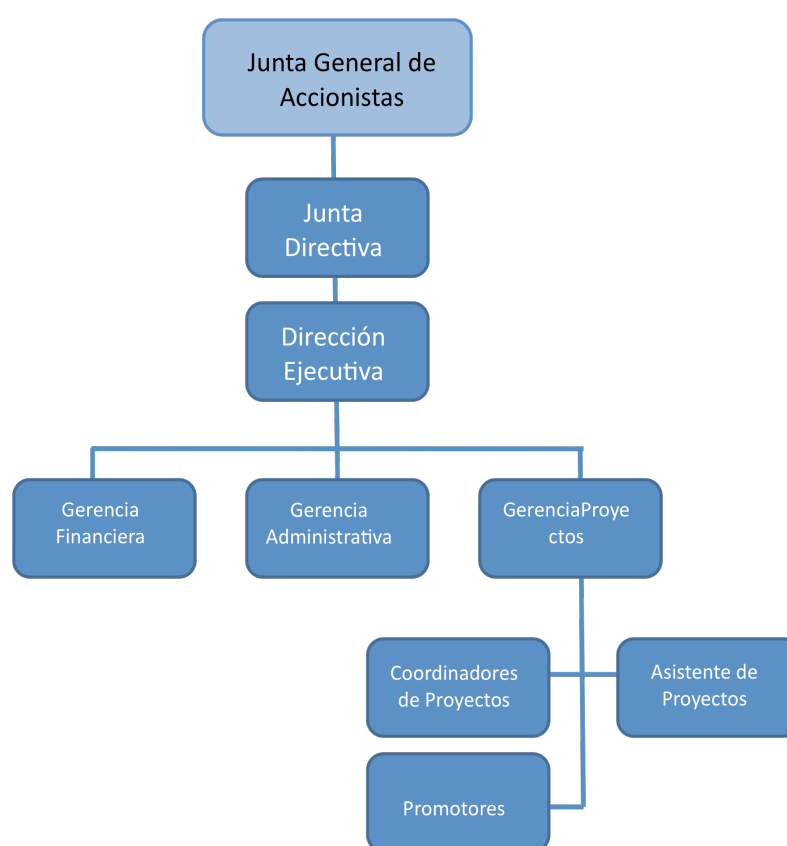 Junta General de
Accionistas
Junta
Directiva
Dirección
Ejecutiva
Gerencia
Financiera
Gerencia
Administrativa
GerenciaProye
ctos
Coordinadores
de Proyectos
Asistente de
Proyectos
Promotores